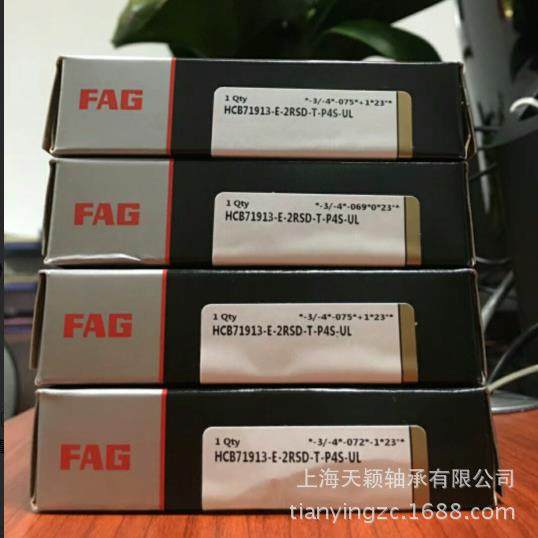 FAG
1 Qty *-3/-4*-075*+1*23'*
HCB71913-E-2RSD-T-P4S-UL
FAG
1 Qty *-3/-4*-069*0*23'*
HCB71913-E-2RSD-T-P4S-UL
FAG
1 Qty *-3/-4*-075*+1*23'*
HCB71913-E-2RSD-T-P4S-UL
FAG
1 Qty *-3/-4*-072*-1*23'*
HCB71913-E-2RSD-T-P4S-UL
上海天颖轴承有限公司
tianyingzc.1688.com